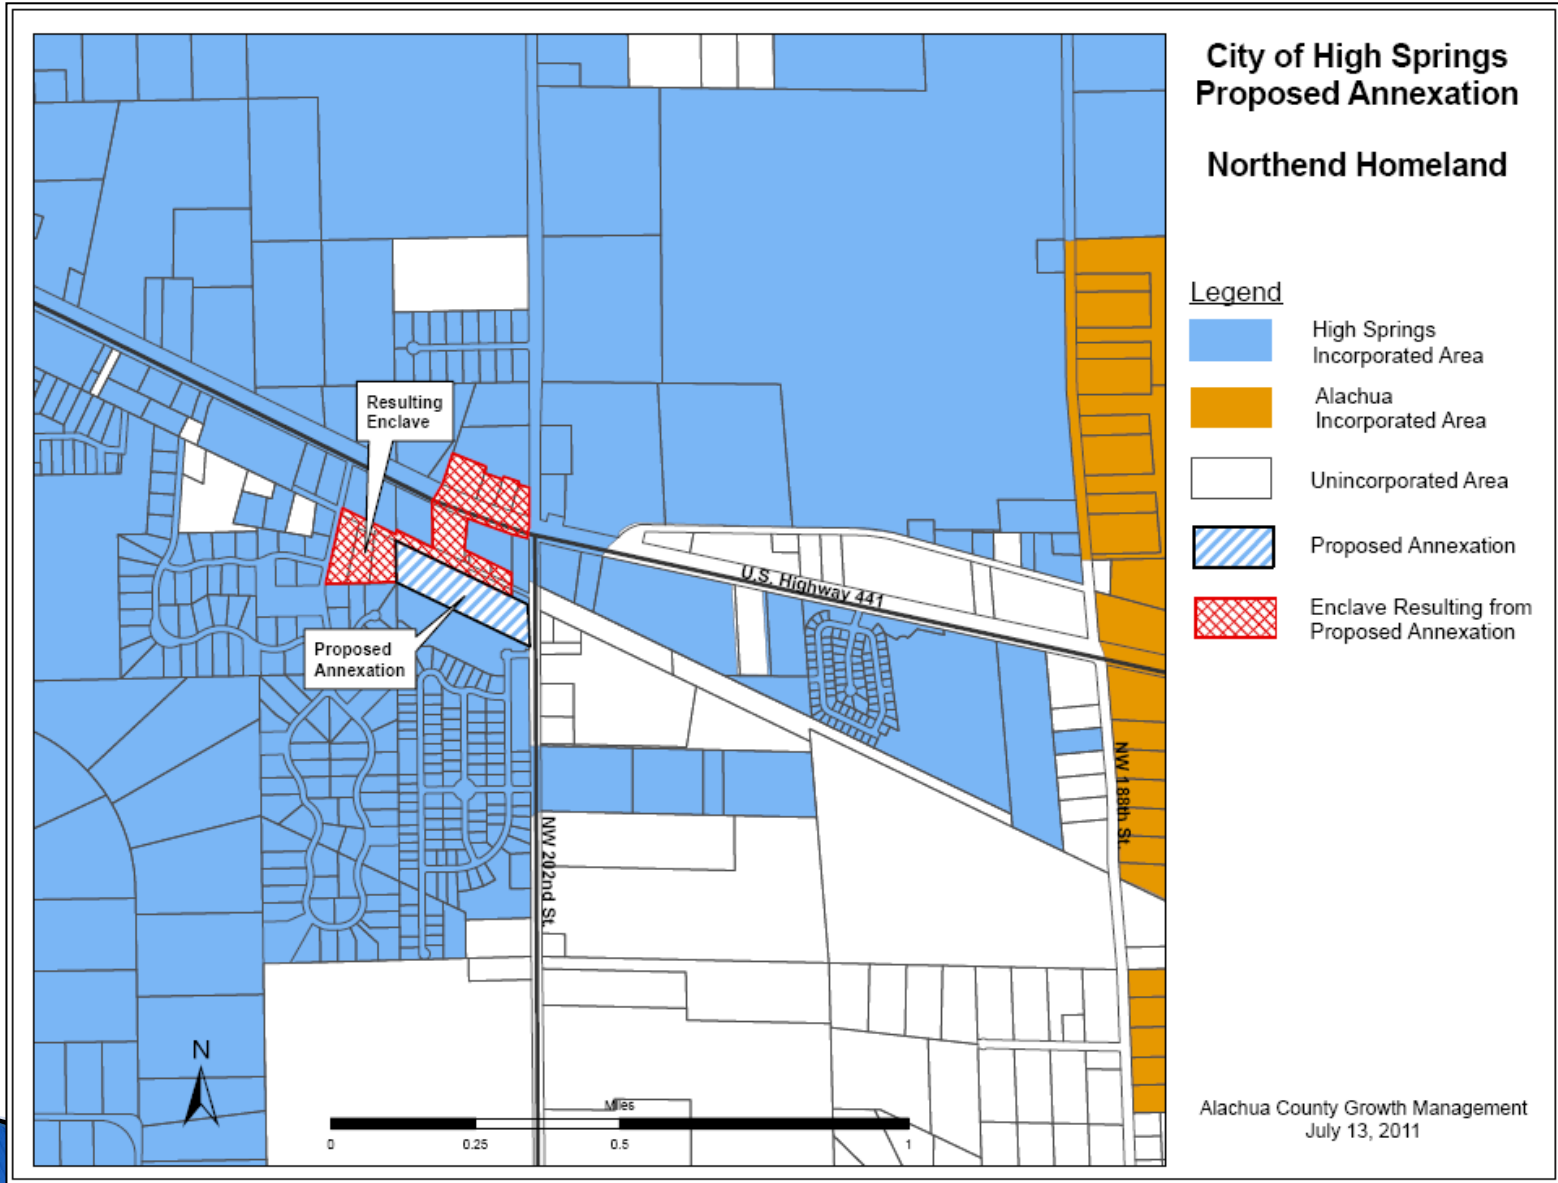 City of High Springs
Proposed Annexation
Northend Homeland
Legend
High Springs
Incorporated Area
Alachua
Incorporated Area
Unincorporated Area
Proposed Annexation
Enclave Resulting from
Proposed Annexation
Resulting
Enclave
Proposed
Annexation
U.S. Highway 441
NW 202nd St.
NW 188th St.
N
Miles
0
0.25
0.5
1
Alachua County Growth Management
July 13, 2011